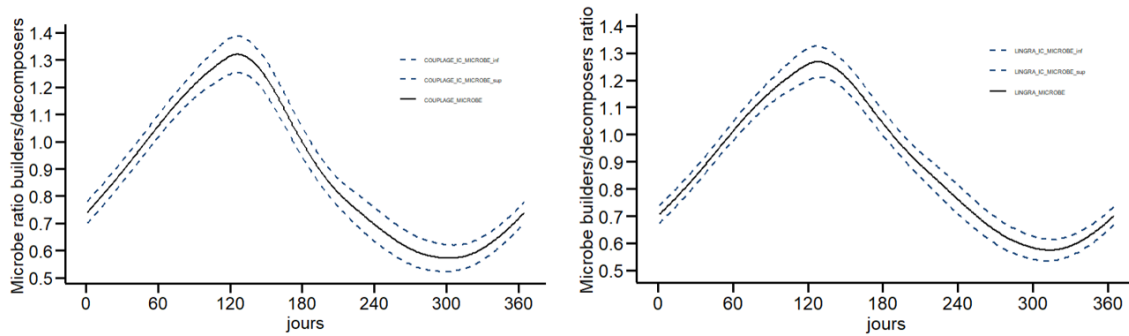 Microbe ratio builders/decomposers
1.4
1.3
1.2
1.1
1.0
0.9
0.8
0.7
0.6
0.5
COUPLAGE_IC_MICROBE_inf
COUPLAGE_IC_MICROBE_sup
COUPLAGE_MICROBE
0 60 120 180 240 300 360
jours
Microbe builders/decomposers ratio
1.4
1.3
1.2
1.1
1.0
0.9
0.8
0.7
0.6
0.5
LINGRA_IC_MICROBE_inf
LINGRA_IC_MICROBE_sup
LINGRA_MICROBE
0 60 120 180 240 300 360
jours